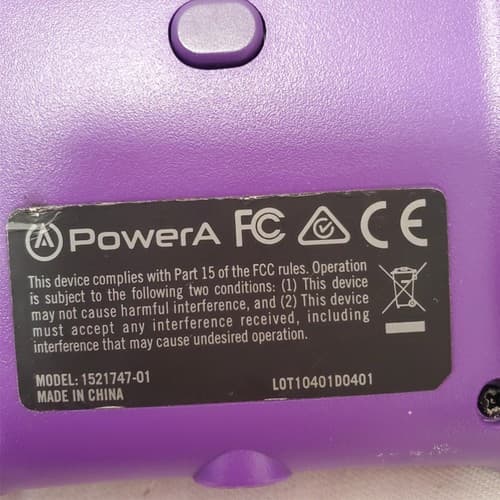 PowerA FC CE
This device complies with Part 15 of the FCC rules. Operation
is subject to the following two conditions: (1) This device
may not cause harmful interference, and (2) This device
must accept any interference received, including
interference that may cause undesired operation.
MODEL: 1521747-01 LOT10401D0401
MADE IN CHINA